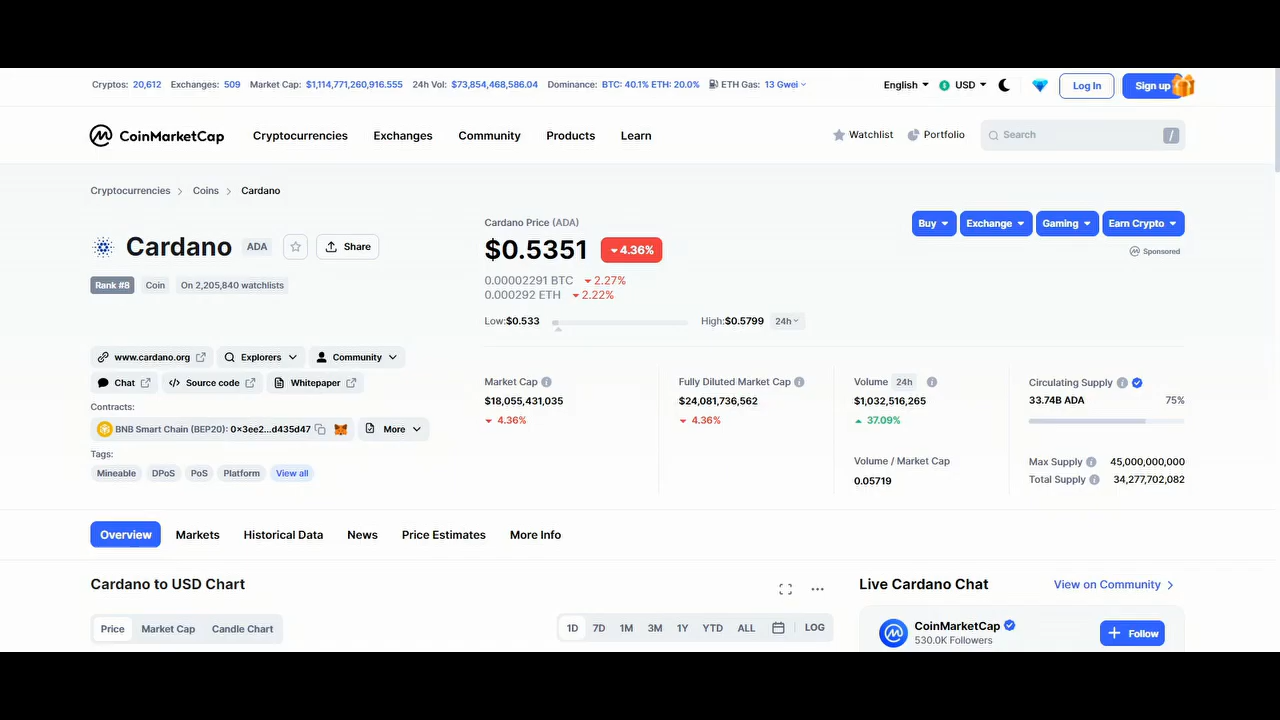 Cryptos: 20,612 Exchanges: 509 Market Cap: $1,114,771,260,916.555 24h Vol: $73,854,468,586.04 Dominance: BTC: 40.1% ETH: 20.0% ETH Gas: 13 Gwei English USD Log In Sign up
CoinMarketCap Cryptocurrencies Exchanges Community Products Learn Watchlist Portfolio Search /
Cryptocurrencies > Coins > Cardano
Cardano ADA Share
Rank #8 Coin On 2,205,840 watchlists
www.cardano.org Explorers Community
Chat Source code Whitepaper
Contracts:
BNB Smart Chain (BEP20): 0x3ee2...d435d47 More
Tags:
Mineable DPoS PoS Platform View all
Cardano Price (ADA)
$0.5351 4.36%
0.00002291 BTC 2.27%
0.000292 ETH 2.22%
Low:$0.533 High:$0.5799 24h
Buy Exchange Gaming Earn Crypto
Sponsored
Market Cap
$18,055,431,035
4.36%
Fully Diluted Market Cap
$24,081,736,562
4.36%
Volume 24h
$1,032,516,265
37.09%
Volume / Market Cap
0.05719
Circulating Supply
33.74B ADA 75%
Max Supply 45,000,000,000
Total Supply 34,277,702,082
Overview Markets Historical Data News Price Estimates More Info
Cardano to USD Chart
Price Market Cap Candle Chart 1D 7D 1M 3M 1Y YTD ALL LOG
Live Cardano Chat View on Community >
CoinMarketCap
530.0K Followers
+ Follow